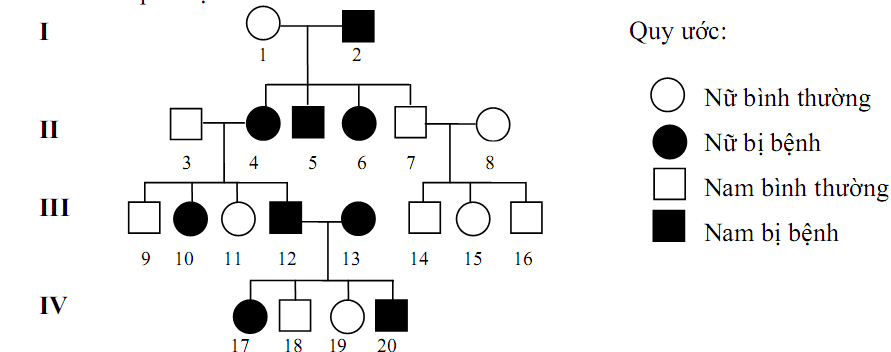 I
1 2
Quy ước:
Nữ bình thường
II
3 4 5 6 7 8
Nữ bị bệnh
Nam bình thường
III
Nam bị bệnh
9 10 11 12 13 14 15 16
IV
17 18 19 20